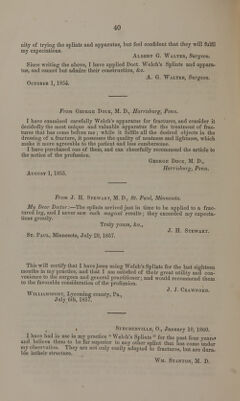 40
nity of trying the splints and apparatus, but feel confident that they will fulfil
my expectations.
ALBERT G. WALTER, Surgeon.
Since writing the above, I have applied Doct. Welch's Splints and appara-
tus, and cannot but admire their construction, &c.
A. G. WALTER, Surgeon.
OCTOBER 1, 1854.
From GEORGE DOCK, M. D., Harrisburg, Penn.
I have examined carefully Welch's apparatus for fractures, and consider it
decidedly the most unique and valuable apparatus for the treatment of frac-
tures that has come before me; while it fulfils all the desired objects in the
dressing of a fracture, it possesses the quality of neatness and lightness, which
make it more agreeable to the patient and less cumbersome.
I have purchased one of them, and can cheerfully recommend the article to
the notice of the profession.
GEORGE DOCK, M. D.,
Harrisburg, Penn.
AUGUST 1, 1855.
From J. H. STEWART, M. D., St. Paul, Minnesota.
My Dear Doctor:—The splints arrived just in time to be applied to a frac-
tured leg, and I never saw such magical results; they exceeded my expecta-
tions greatly.
Truly yours, &c.,
J. H. STEWART.
ST. PAUL, Minnesota, July 29, 1857.
This will certify that I have been using Welch's Splints for the last eighteen
months in my practice, and that I am satisfied of their great utility and con-
venience to the surgeon and general practitioner; and would recommend them
to the favorable consideration of the profession.
J. J. CRAWFORD.
WILLIAMSPORT, Lycoming county, Pa.,
July 6th, 1857.
STEUBENVILLE, O., January 10, 1860.
I have had in use in my practice "Welch's Splints" for the past four years
and believe them to be far superior to any other splint that has come under
my observation. They are not only easily adapted to fractures, but are dura-
ble in their structure.
WM. STANTON, M. D.